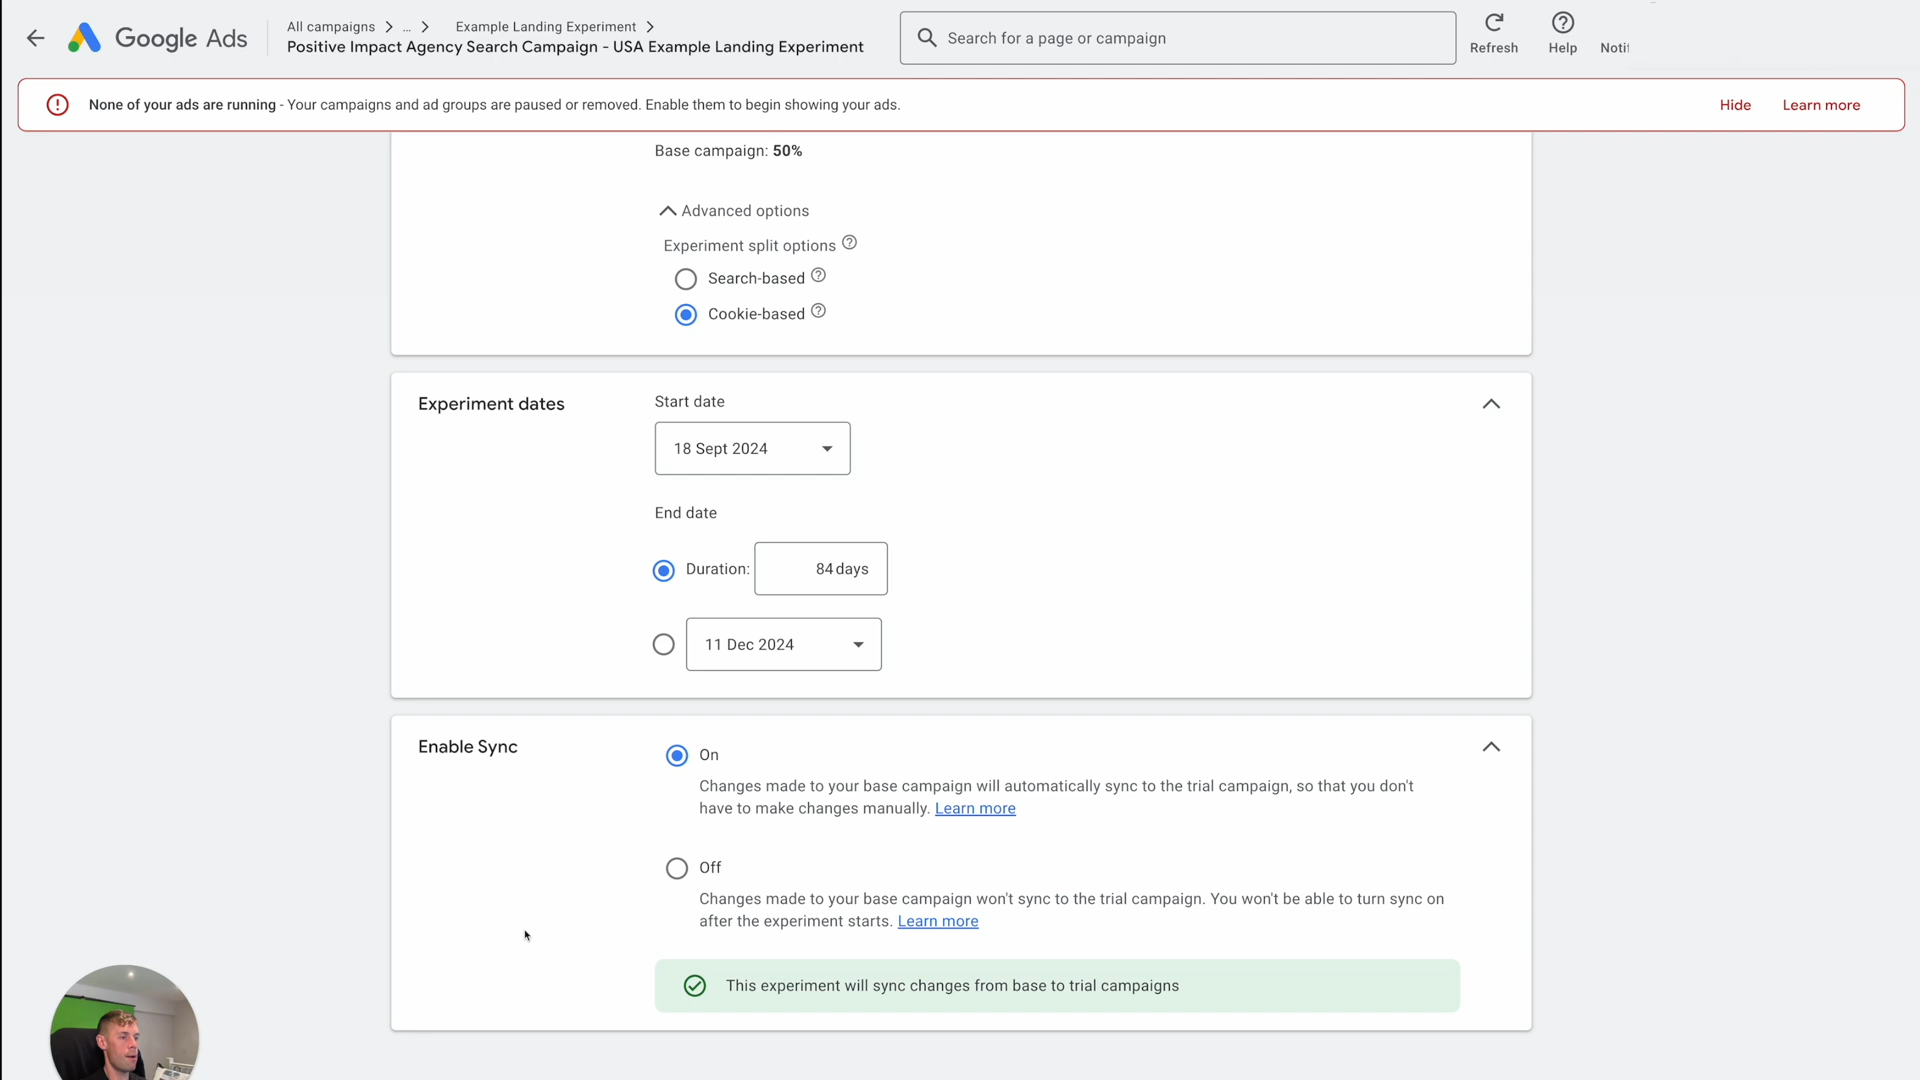 Google Ads
All campaigns > ... > Example Landing Experiment >
Positive Impact Agency Search Campaign - USA Example Landing Experiment
Search for a page or campaign
Refresh
Help
Noti
None of your ads are running - Your campaigns and ad groups are paused or removed. Enable them to begin showing your ads.
Hide
Learn more
Base campaign: 50%
Advanced options
Experiment split options
Search-based
Cookie-based
Experiment dates
Start date
18 Sept 2024
End date
Duration: 84 days
11 Dec 2024
Enable Sync
On
Changes made to your base campaign will automatically sync to the trial campaign, so that you don't
have to make changes manually. Learn more
Off
Changes made to your base campaign won't sync to the trial campaign. You won't be able to turn sync on
after the experiment starts. Learn more
This experiment will sync changes from base to trial campaigns